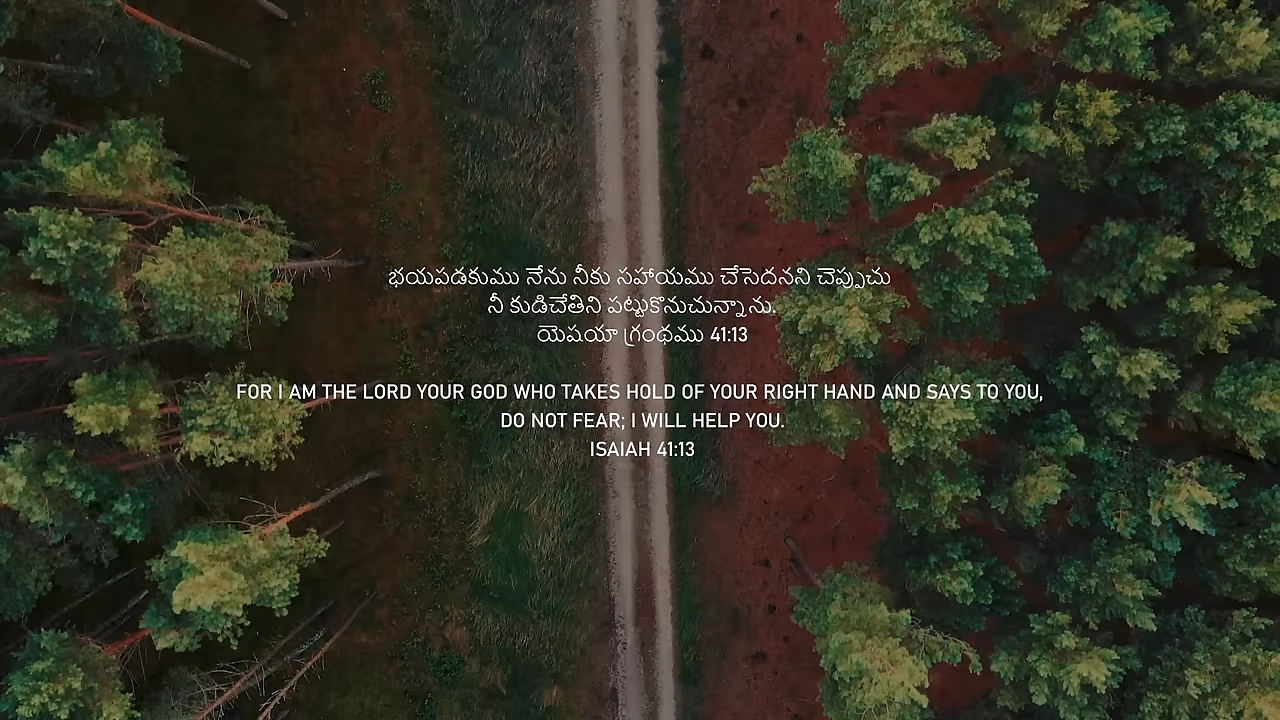 భయపడకుము నేను నీకు సహాయము చేసెదనని చెప్పుచు
నీ కుడిచేతిని పట్టుకొనుచున్నాను.
యెషయా గ్రంథము 41:13
FOR I AM THE LORD YOUR GOD WHO TAKES HOLD OF YOUR RIGHT HAND AND SAYS TO YOU,
DO NOT FEAR; I WILL HELP YOU.
ISAIAH 41:13